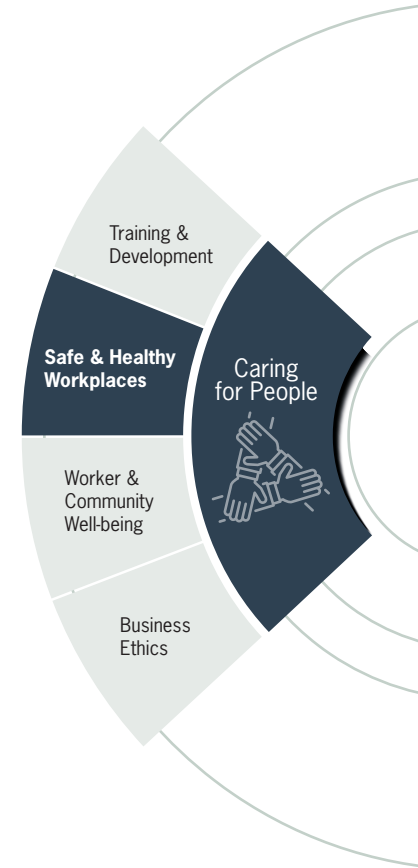 Training &
Development
Safe & Healthy
Workplaces
Caring
for People
Worker &
Community
Well-being
Business
Ethics